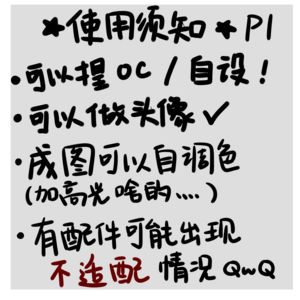 *使用须知* P1
·可以捏OC/自设!
·可以做头像✓
·成图可以自调色
(加高光啥的....)
·有配件可能出现
不适配 情况 QwQ